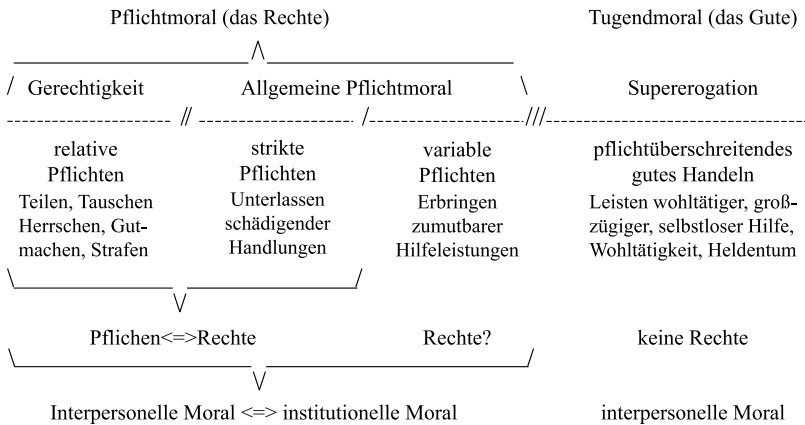 Pflichtmoral (das Rechte) Tugendmoral (das Gute)
Gerechtigkeit Allgemeine Pflichtmoral Supererogation
relative strikte variable pflichtüberschreitendes
Pflichten Pflichten Pflichten gutes Handeln
Teilen, Tauschen Unterlassen Erbringen Leisten wohltätiger, groß-
Herrschen, Gut- schädigender zumutbarer zügiger, selbstloser Hilfe,
machen, Strafen Handlungen Hilfeleistungen Wohltätigkeit, Heldentum
Pflichen<=>Rechte Rechte? keine Rechte
Interpersonelle Moral <=> institutionelle Moral interpersonelle Moral